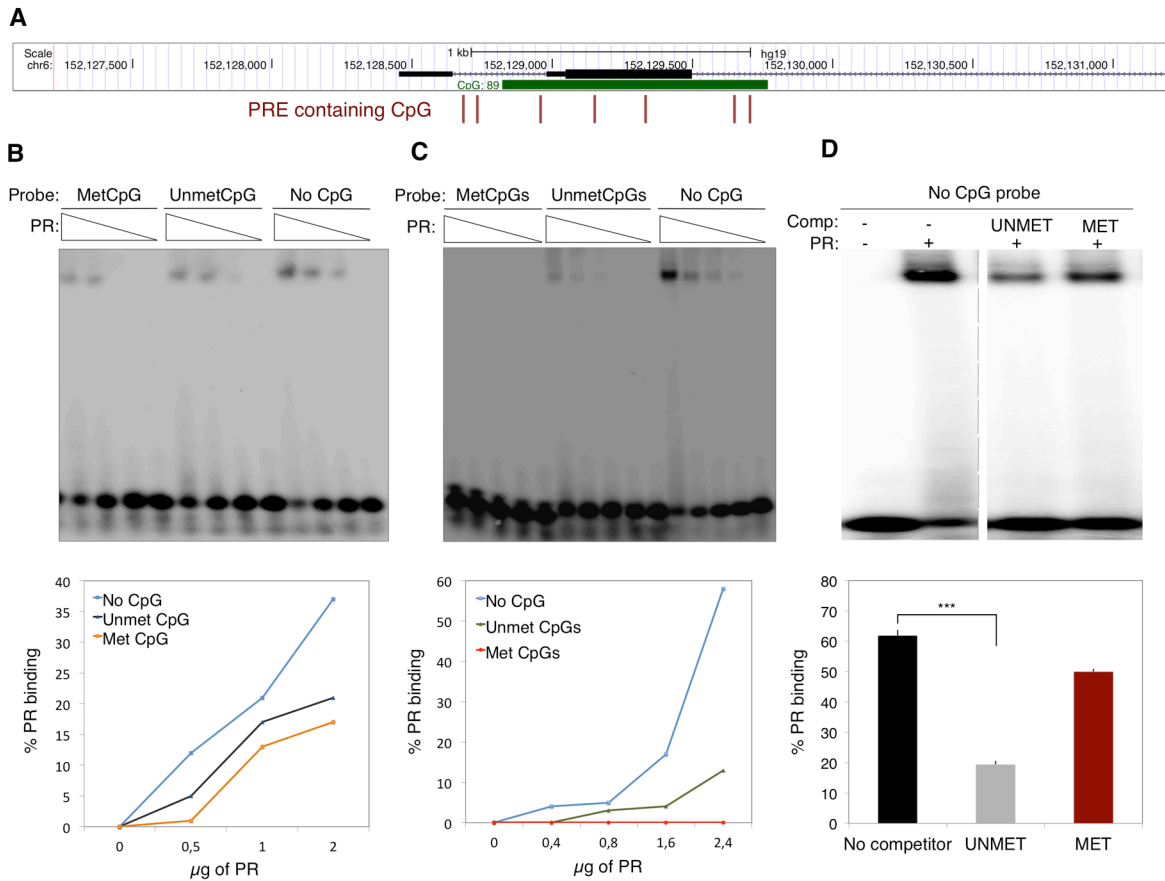 A
Scale
1 kb
hg19
chr6:
152,127,500
152,128,000
152,128,500
152,129,000
152,129,500
152,130,000
152,130,500
152,131,000
CpG: 89
PRE containing CpG
B
Probe: MetCpG UnmetCpG No CpG
PR:
40
35
30
25
20
15
10
5
0
% PR binding
No CpG
Unmet CpG
Met CpG
0 0,5 1 2
µg of PR
C
Probe: MetCpGs UnmetCpGs No CpG
PR:
60
50
40
30
20
10
0
% PR binding
No CpG
Unmet CpGs
Met CpGs
0 0,4 0,8 1,6 2,4
µg of PR
D
No CpG probe
Comp: - - UNMET MET
PR: - + + +
80
70
60
50
40
30
20
10
0
% PR binding
***
No competitor UNMET MET